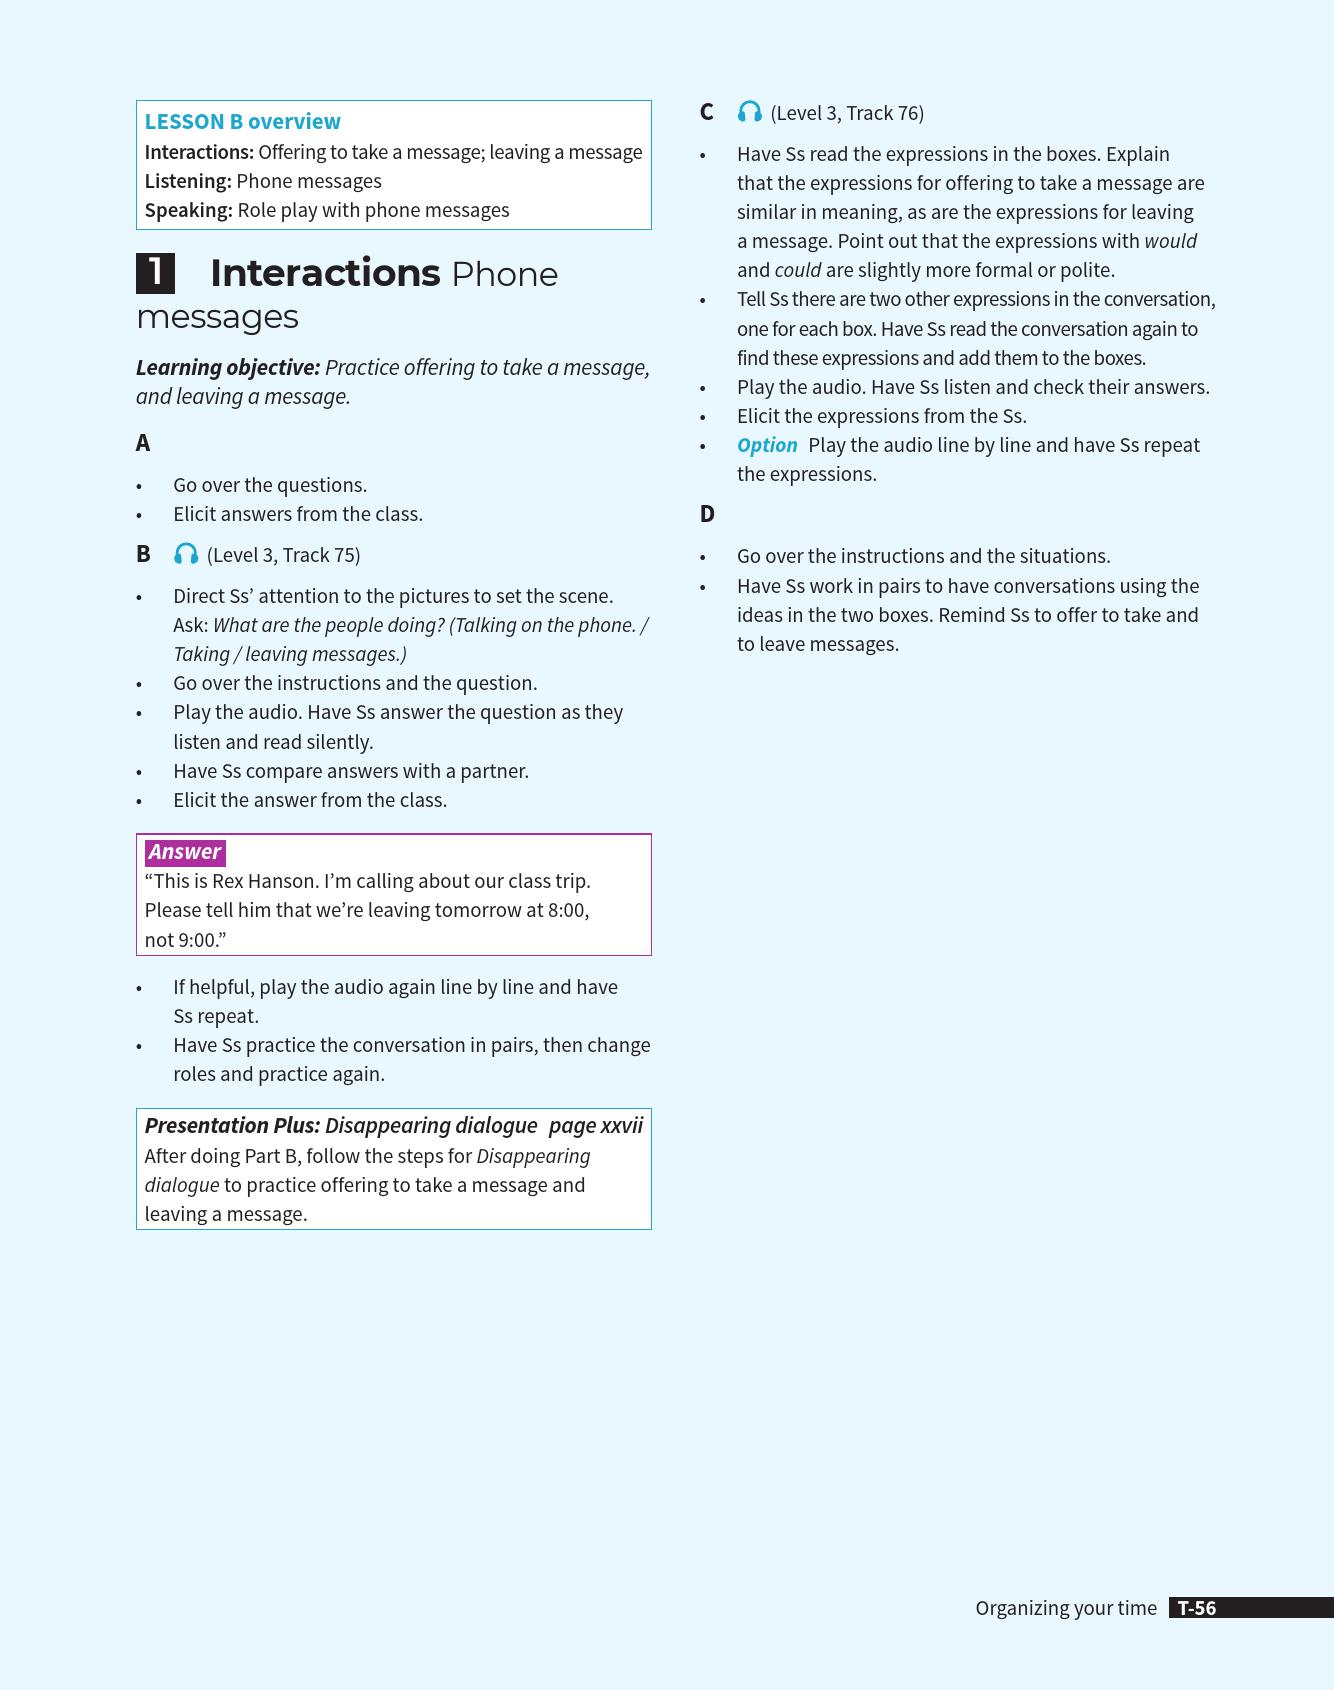 LESSON B overview
Interactions: Offering to take a message; leaving a message
Listening: Phone messages
Speaking: Role play with phone messages
1 Interactions Phone
messages
Learning objective: Practice offering to take a message,
and leaving a message.
A
• Go over the questions.
• Elicit answers from the class.
B (Level 3, Track 75)
• Direct Ss’ attention to the pictures to set the scene.
Ask: What are the people doing? (Talking on the phone. /
Taking / leaving messages.)
• Go over the instructions and the question.
• Play the audio. Have Ss answer the question as they
listen and read silently.
• Have Ss compare answers with a partner.
• Elicit the answer from the class.
Answer
“This is Rex Hanson. I’m calling about our class trip.
Please tell him that we’re leaving tomorrow at 8:00,
not 9:00.”
• If helpful, play the audio again line by line and have
Ss repeat.
• Have Ss practice the conversation in pairs, then change
roles and practice again.
Presentation Plus: Disappearing dialogue page xxvii
After doing Part B, follow the steps for Disappearing
dialogue to practice offering to take a message and
leaving a message.
C (Level 3, Track 76)
• Have Ss read the expressions in the boxes. Explain
that the expressions for offering to take a message are
similar in meaning, as are the expressions for leaving
a message. Point out that the expressions with would
and could are slightly more formal or polite.
• Tell Ss there are two other expressions in the conversation,
one for each box. Have Ss read the conversation again to
find these expressions and add them to the boxes.
• Play the audio. Have Ss listen and check their answers.
• Elicit the expressions from the Ss.
• Option Play the audio line by line and have Ss repeat
the expressions.
D
• Go over the instructions and the situations.
• Have Ss work in pairs to have conversations using the
ideas in the two boxes. Remind Ss to offer to take and
to leave messages.
Organizing your time T-56